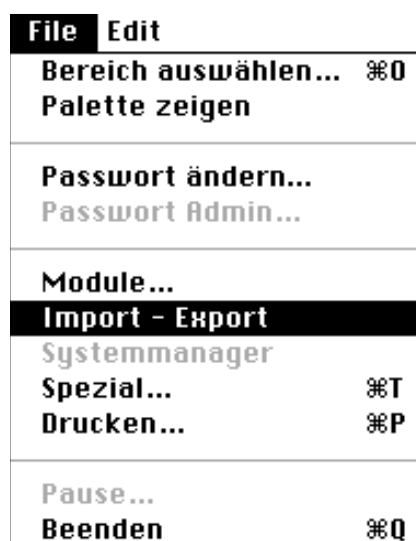 File Edit
Bereich auswählen... ⌘O
Palette zeigen
Passwort ändern...
Passwort Admin...
Module...
Import - Export
Systemmanager
Spezial... ⌘T
Drucken... ⌘P
Pause...
Beenden ⌘Q